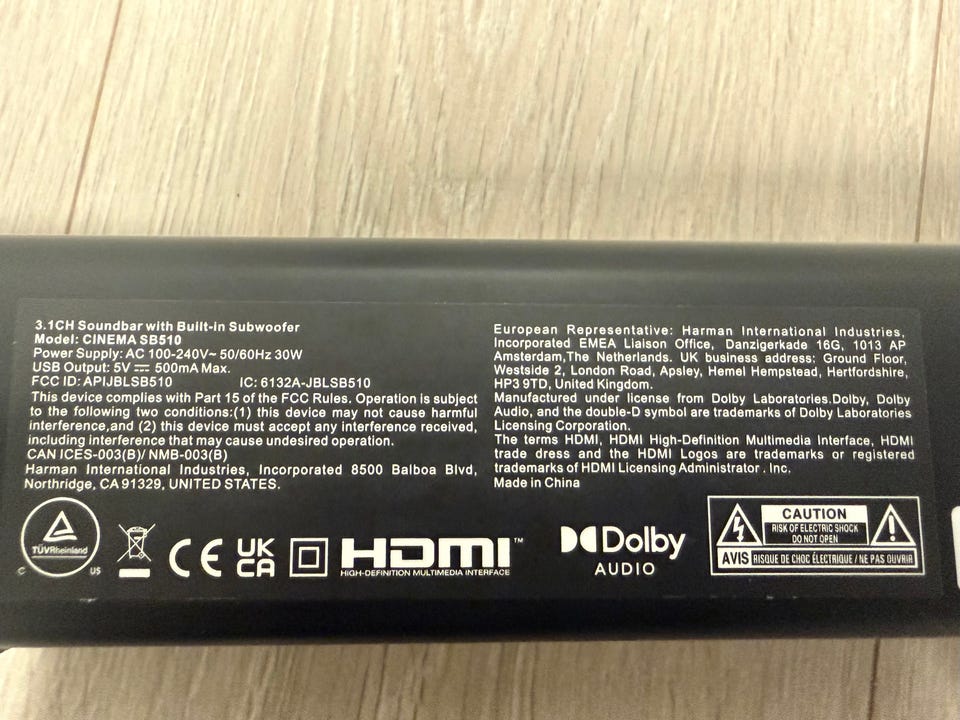 3.1CH Soundbar with Built-in Subwoofer
Model: CINEMA SB510
Power Supply: AC 100-240V~ 50/60Hz 30W
USB Output: 5V ⎓ 500mA Max.
FCC ID: APIJBLSB510 IC: 6132A-JBLSB510
This device complies with Part 15 of the FCC Rules. Operation is subject
to the following two conditions:(1) this device may not cause harmful
interference,and (2) this device must accept any interference received,
including interference that may cause undesired operation.
CAN ICES-003(B)/ NMB-003(B)
Harman International Industries, Incorporated 8500 Balboa Blvd,
Northridge, CA 91329, UNITED STATES.
European Representative: Harman International Industries,
Incorporated EMEA Liaison Office, Danzigerkade 16G, 1013 AP
Amsterdam,The Netherlands. UK business address: Ground Floor,
Westside 2, London Road, Apsley, Hemel Hempstead, Hertfordshire,
HP3 9TD, United Kingdom.
Manufactured under license from Dolby Laboratories.Dolby, Dolby
Audio, and the double-D symbol are trademarks of Dolby Laboratories
Licensing Corporation.
The terms HDMI, HDMI High-Definition Multimedia Interface, HDMI
trade dress and the HDMI Logos are trademarks or registered
trademarks of HDMI Licensing Administrator . Inc.
Made in China
TÜVRheinland
C US
CE
UK
CA
HDMI™
HIGH-DEFINITION MULTIMEDIA INTERFACE
Dolby
AUDIO
CAUTION
RISK OF ELECTRIC SHOCK
DO NOT OPEN
AVIS RISQUE DE CHOC ÉLECTRIQUE / NE PAS OUVRIR